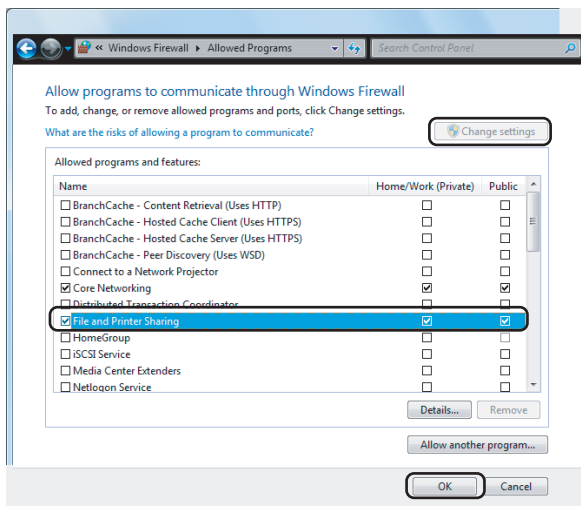 « Windows Firewall ▸ Allowed Programs
Search Control Panel
Allow programs to communicate through Windows Firewall
To add, change, or remove allowed programs and ports, click Change settings.
What are the risks of allowing a program to communicate?
Change settings
Allowed programs and features:
Name Home/Work (Private) Public
BranchCache - Content Retrieval (Uses HTTP)
BranchCache - Hosted Cache Client (Uses HTTPS)
BranchCache - Hosted Cache Server (Uses HTTPS)
BranchCache - Peer Discovery (Uses WSD)
Connect to a Network Projector
Core Networking
Distributed Transaction Coordinator
File and Printer Sharing
HomeGroup
iSCSI Service
Media Center Extenders
Netlogon Service
Details... Remove
Allow another program...
OK Cancel